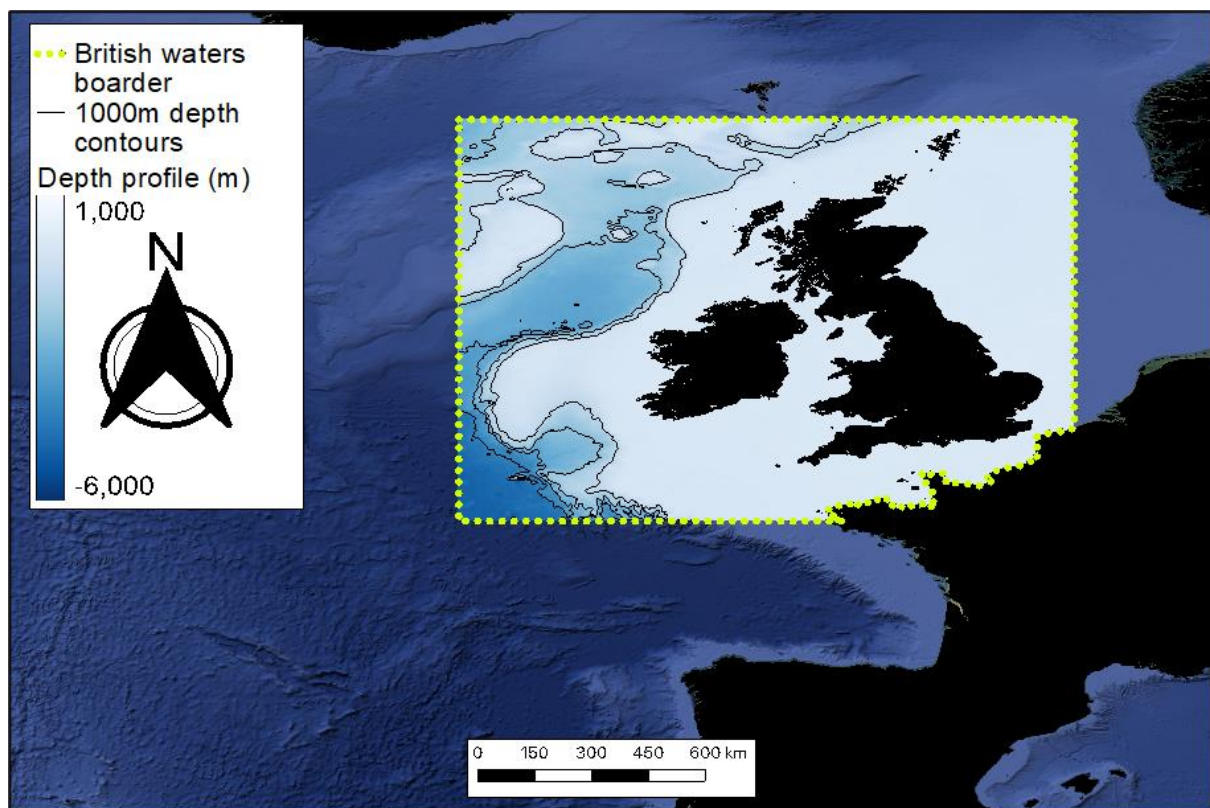 British waters
boarder
1000m depth
contours
Depth profile (m)
1,000
N
-6,000
0 150 300 450 600 km